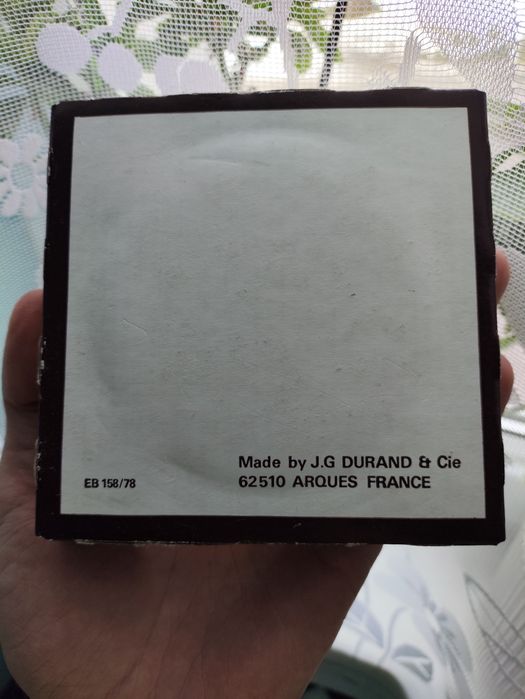 Made by J.G DURAND & Cie
EB 158/78
62510 ARQUES FRANCE